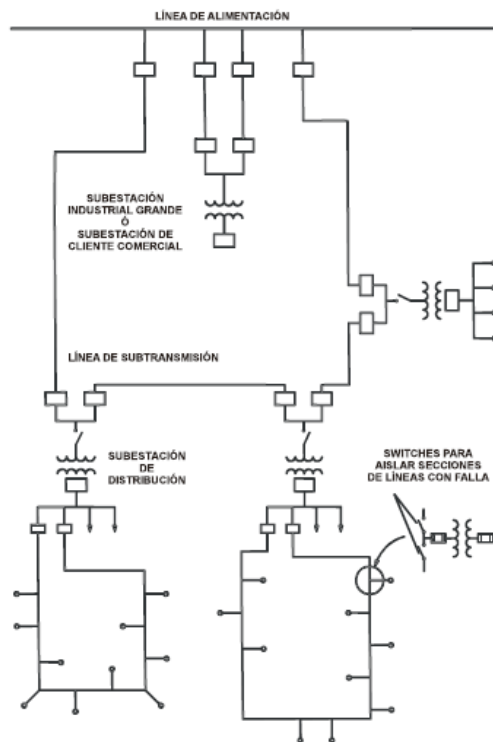 LÍNEA DE ALIMENTACIÓN
SUBESTACIÓN
INDUSTRIAL GRANDE
Ó
SUBESTACIÓN DE
CLIENTE COMERCIAL
LÍNEA DE SUBTRANSMISIÓN
SUBESTACIÓN
DE
DISTRIBUCIÓN
SWITCHES PARA
AISLAR SECCIONES
DE LÍNEAS CON FALLA